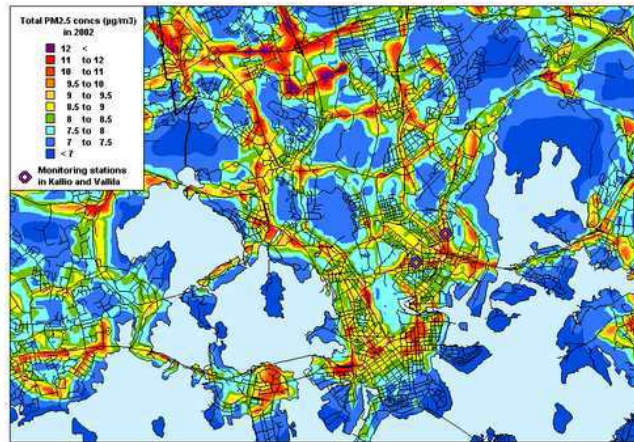 Total PM2.5 concs (µg/m3)
in 2002
12 <
11 to 12
10 to 11
9.5 to 10
9 to 9.5
8.5 to 9
8 to 8.5
7.5 to 8
7 to 7.5
< 7
Monitoring stations
in Kallio and Vallila